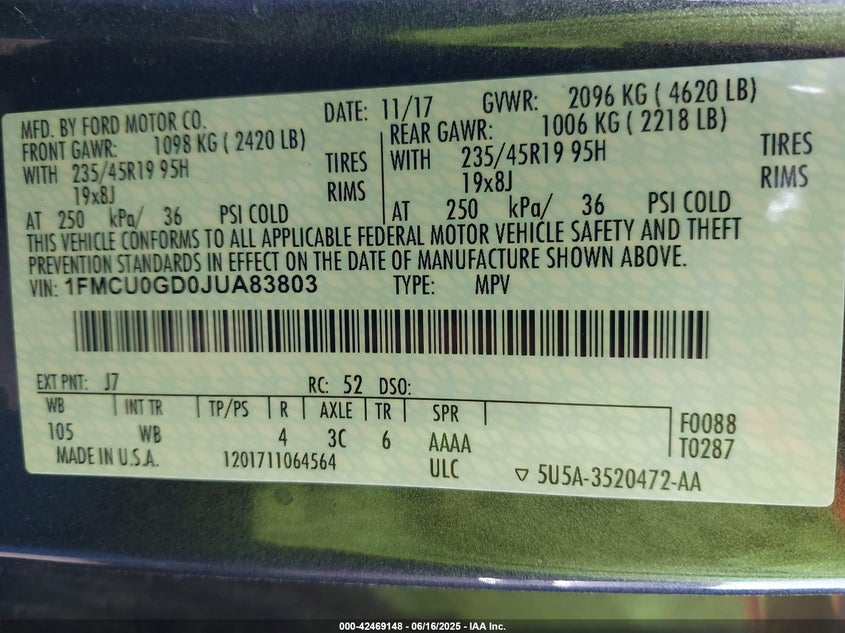 MFD. BY FORD MOTOR CO. DATE: 11/17 GVWR: 2096 KG ( 4620 LB)
FRONT GAWR: 1098 KG ( 2420 LB) REAR GAWR: 1006 KG ( 2218 LB)
WITH 235/45R19 95H TIRES WITH 235/45R19 95H TIRES
19x8J RIMS 19x8J RIMS
AT 250 kPa/ 36 PSI COLD AT 250 kPa/ 36 PSI COLD
THIS VEHICLE CONFORMS TO ALL APPLICABLE FEDERAL MOTOR VEHICLE SAFETY AND THEFT
PREVENTION STANDARDS IN EFFECT ON THE DATE OF MANUFACTURE SHOWN ABOVE.
VIN: 1FMCU0GD0JUA83803 TYPE: MPV
EXT PNT: J7 RC: 52 DSO:
WB INT TR TP/PS R AXLE TR SPR F0088
105 WB 4 3C 6 AAAA T0287
MADE IN U.S.A. 1201711064564 ULC ▽ 5U5A-3520472-AA
000-42469148 - 06/16/2025 - IAA Inc.